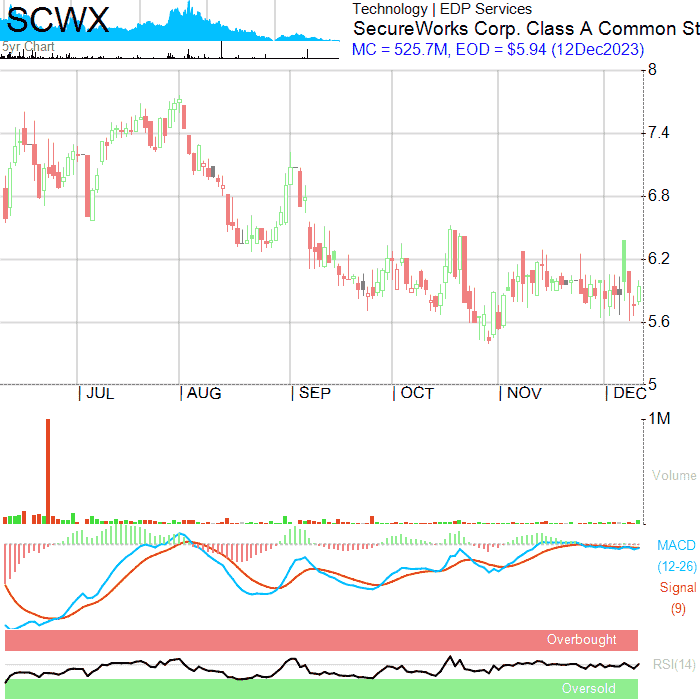 SCWX
5yr Chart
Technology | EDP Services
SecureWorks Corp. Class A Common St
MC = 525.7M, EOD = $5.94 (12Dec2023)
8
7.4
6.8
6.2
5.6
5
| JUL | AUG | SEP | OCT | NOV | DEC
1M
Volume
MACD
(12-26)
Signal
(9)
Overbought
RSI(14)
Oversold